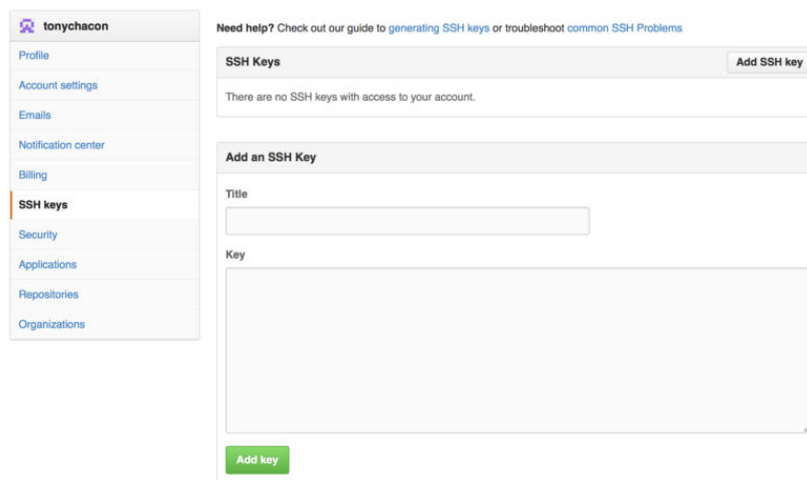 tonychacon
Profile
Account settings
Emails
Notification center
Billing
SSH keys
Security
Applications
Repositories
Organizations
Need help? Check out our guide to generating SSH keys or troubleshoot common SSH Problems
SSH Keys
Add SSH key
There are no SSH keys with access to your account.
Add an SSH Key
Title
Key
Add key